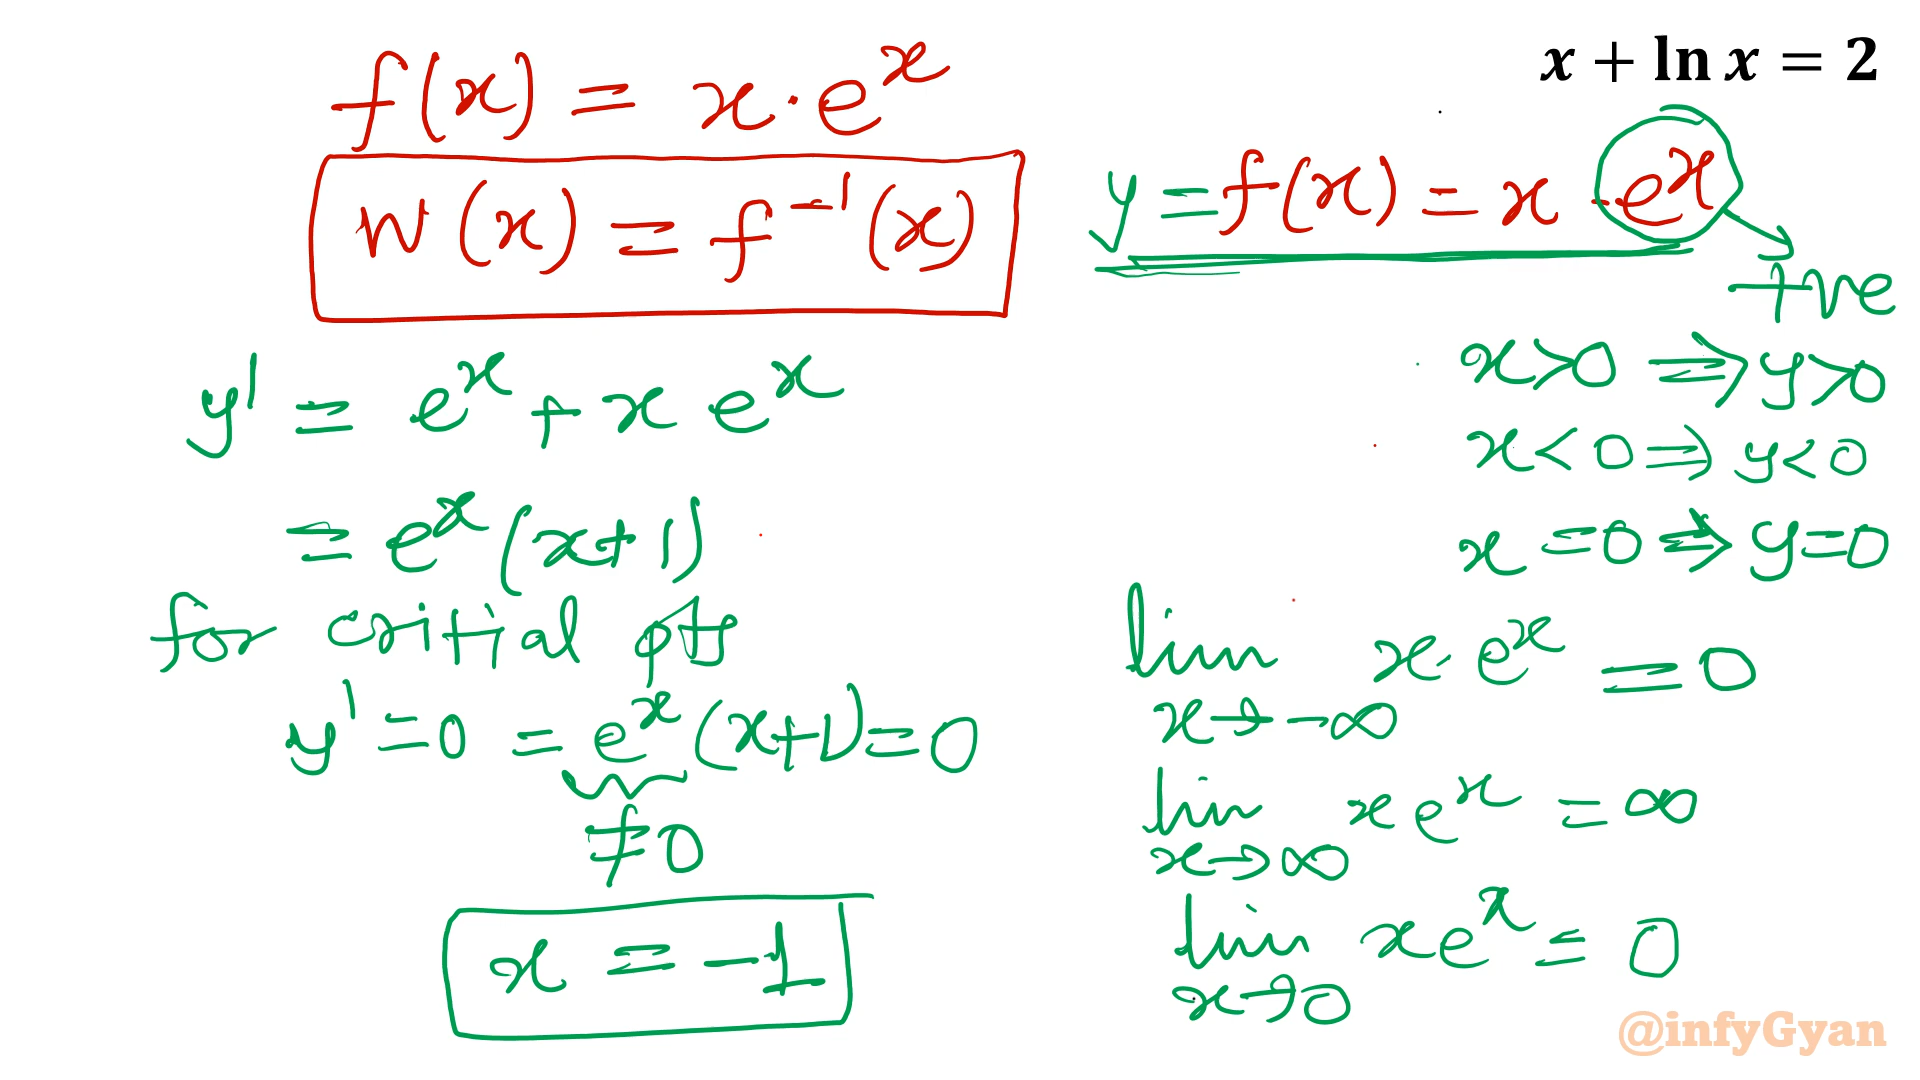 f(x) = x · e^x
W(x) = f^-1(x)
y' = e^x + x e^x
= e^x (x+1)
for critial pts
y' = 0 = e^x (x+1) = 0
≠ 0
x = -1
x + ln x = 2
y = f(x) = x · e^x
+ve
x > 0 ⇒ y > 0
x < 0 ⇒ y < 0
x = 0 ⇒ y = 0
lim x · e^x = 0
x → -∞
lim x e^x = ∞
x → ∞
lim x e^x = 0
x → 0
@infyGyan